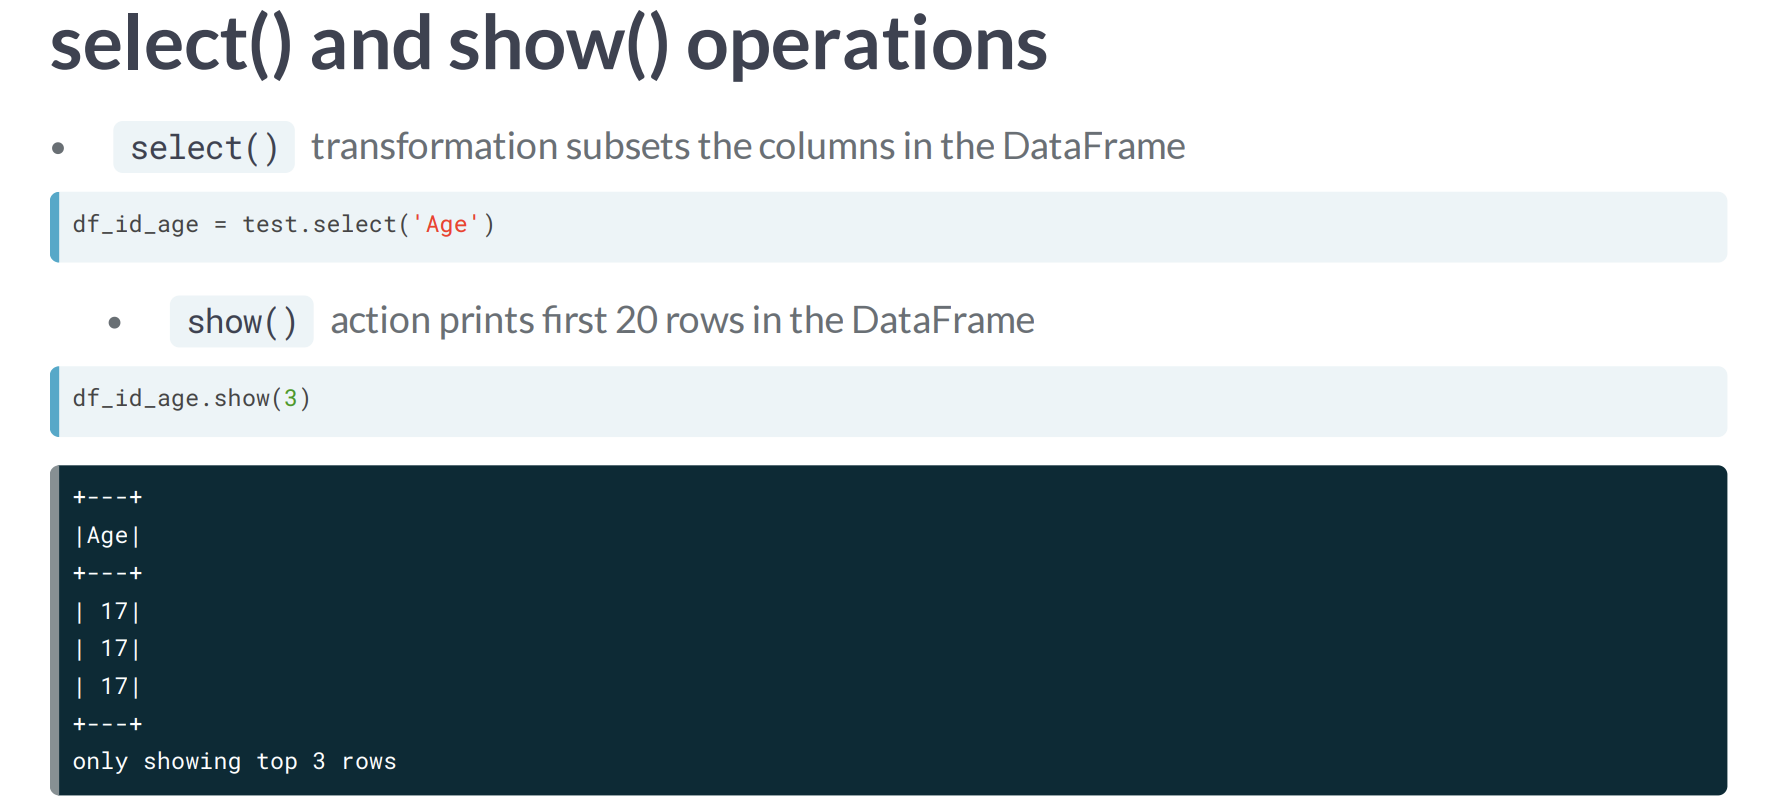 select() and show() operations
• select() transformation subsets the columns in the DataFrame
df_id_age = test.select('Age')
• show() action prints first 20 rows in the DataFrame
df_id_age.show(3)
+---+
|Age|
+---+
| 17|
| 17|
| 17|
+---+
only showing top 3 rows